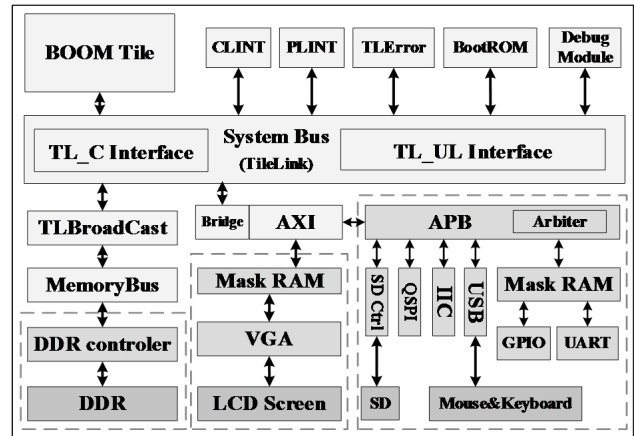 BOOM Tile
CLINT
PLINT
TLError
BootROM
Debug
Module
System Bus
(TileLink)
TL_C Interface
TL_UL Interface
TLBroadCast
Bridge
AXI
APB
Arbiter
MemoryBus
Mask RAM
SD Ctrl
QSPI
IIC
USB
Mask RAM
DDR controler
VGA
GPIO
UART
DDR
LCD Screen
SD
Mouse&Keyboard